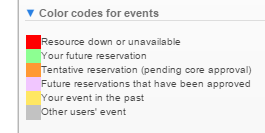 ▼ Color codes for events
Resource down or unavailable
Your future reservation
Tentative reservation (pending core approval)
Future reservations that have been approved
Your event in the past
Other users' event